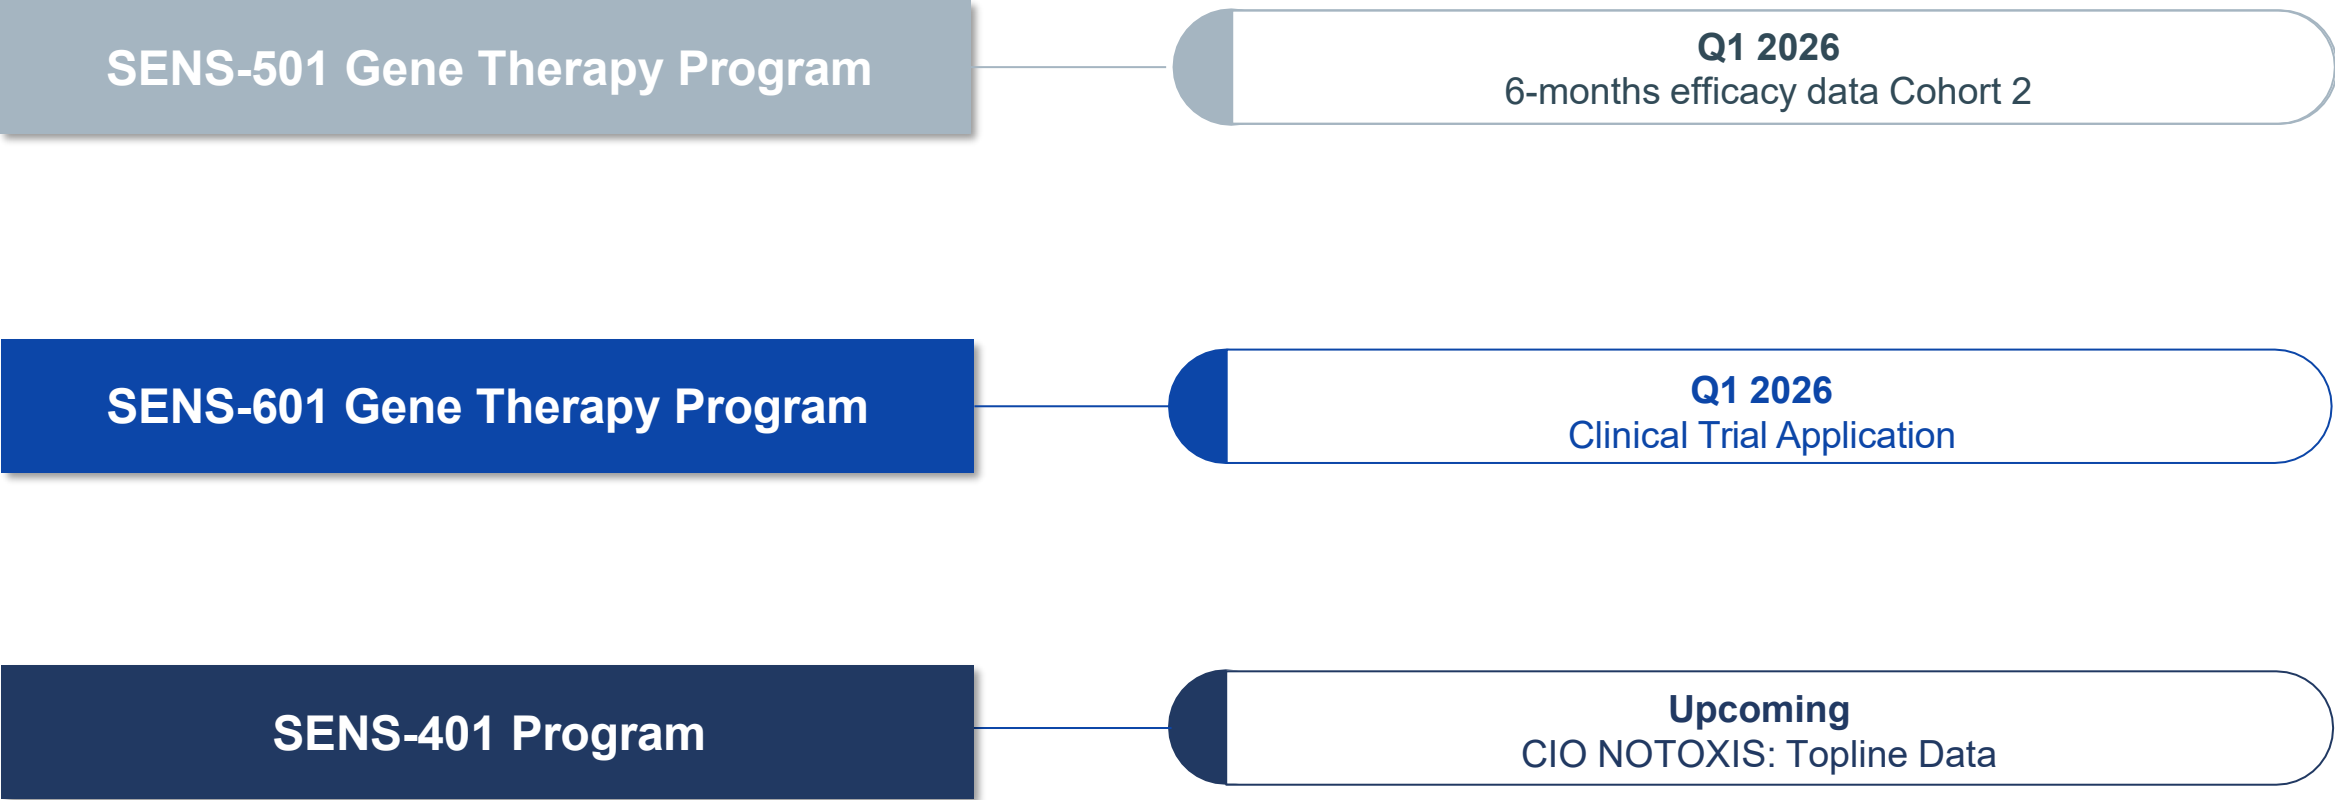 SENS-501 Gene Therapy Program
Q1 2026
6-months efficacy data Cohort 2
SENS-601 Gene Therapy Program
Q1 2026
Clinical Trial Application
SENS-401 Program
Upcoming
CIO NOTOXIS: Topline Data